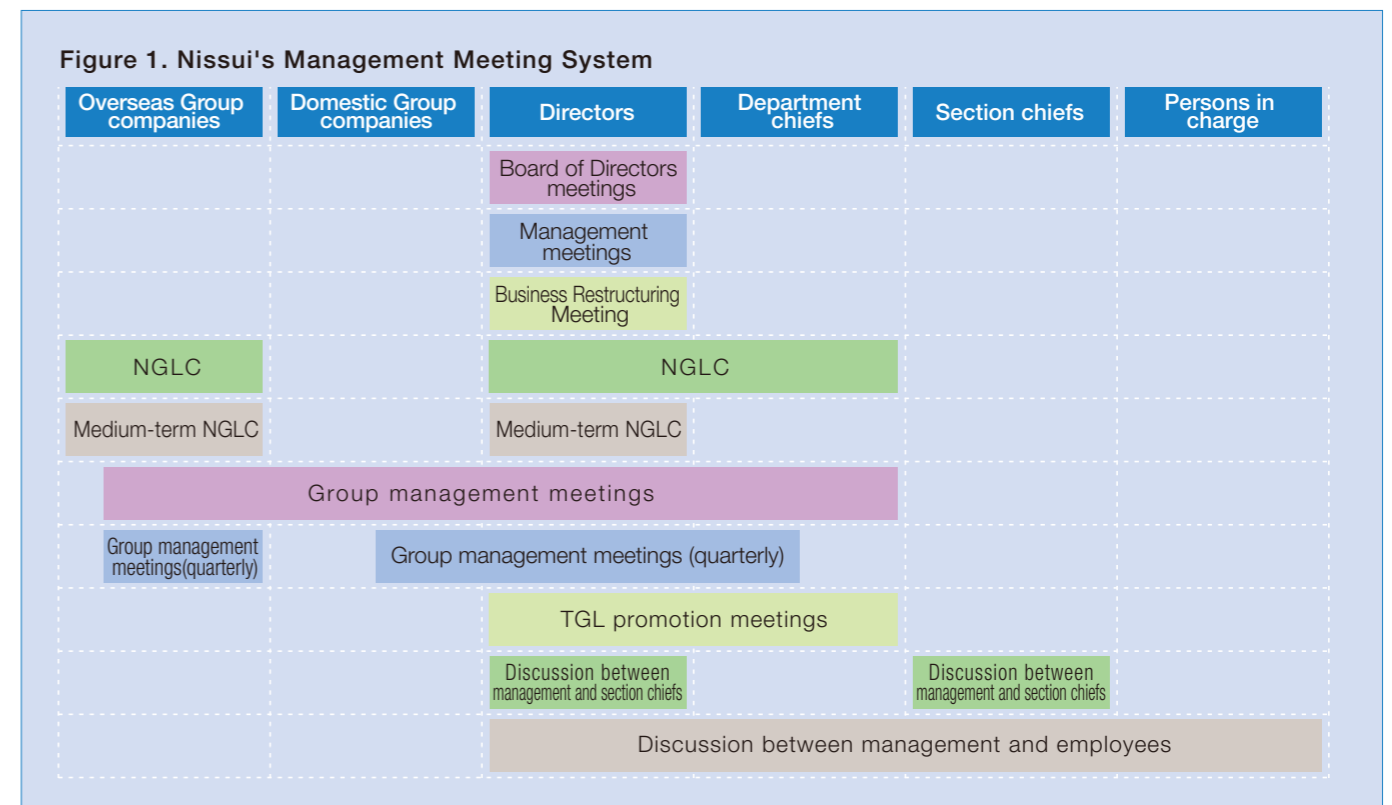 Figure 1. Nissui's Management Meeting System
Overseas Group
companies
Domestic Group
companies
Directors
Department
chiefs
Section chiefs
Persons in
charge
Board of Directors
meetings
Management
meetings
Business Restructuring
Meeting
NGLC
NGLC
Medium-term NGLC
Medium-term NGLC
Group management meetings
Group management
meetings(quarterly)
Group management meetings (quarterly)
TGL promotion meetings
Discussion between
management and section chiefs
Discussion between
management and section chiefs
Discussion between management and employees